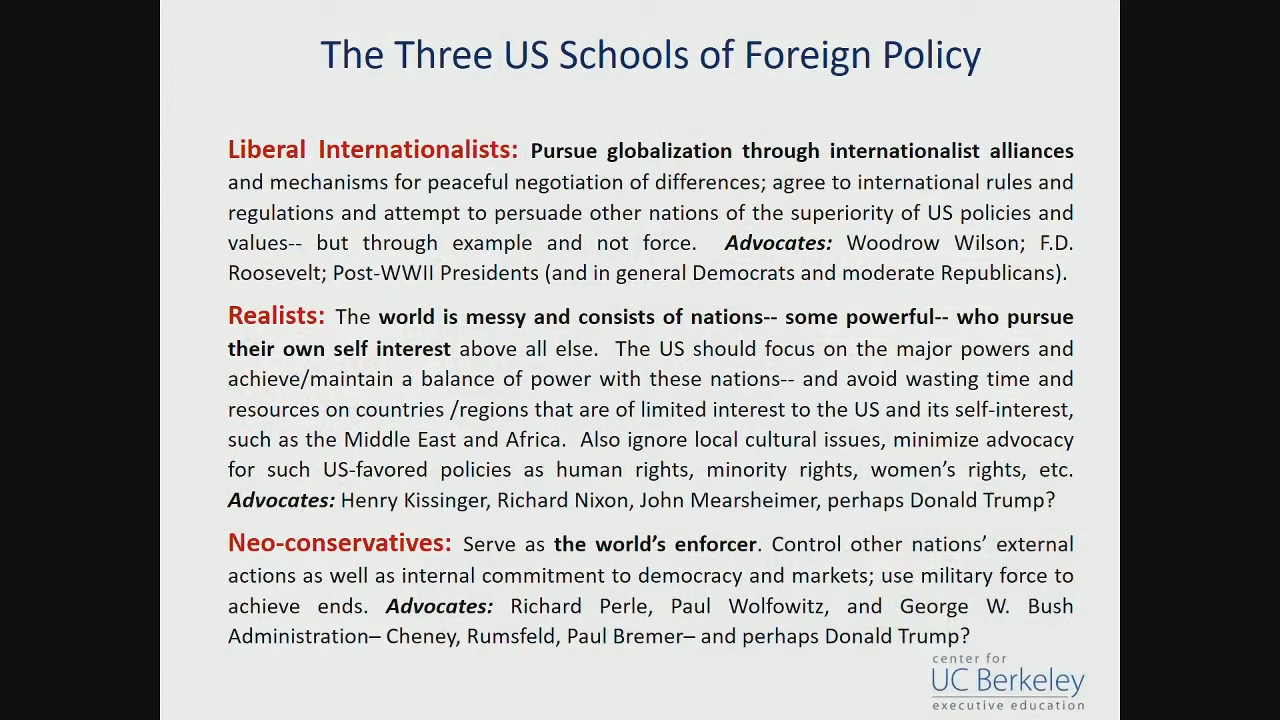 The Three US Schools of Foreign Policy
Liberal Internationalists: Pursue globalization through internationalist alliances
and mechanisms for peaceful negotiation of differences; agree to international rules and
regulations and attempt to persuade other nations of the superiority of US policies and
values-- but through example and not force. Advocates: Woodrow Wilson; F.D.
Roosevelt; Post-WWII Presidents (and in general Democrats and moderate Republicans).
Realists: The world is messy and consists of nations-- some powerful-- who pursue
their own self interest above all else. The US should focus on the major powers and
achieve/maintain a balance of power with these nations-- and avoid wasting time and
resources on countries /regions that are of limited interest to the US and its self-interest,
such as the Middle East and Africa. Also ignore local cultural issues, minimize advocacy
for such US-favored policies as human rights, minority rights, women’s rights, etc.
Advocates: Henry Kissinger, Richard Nixon, John Mearsheimer, perhaps Donald Trump?
Neo-conservatives: Serve as the world’s enforcer. Control other nations’ external
actions as well as internal commitment to democracy and markets; use military force to
achieve ends. Advocates: Richard Perle, Paul Wolfowitz, and George W. Bush
Administration– Cheney, Rumsfeld, Paul Bremer– and perhaps Donald Trump?
center for
UC Berkeley
executive education